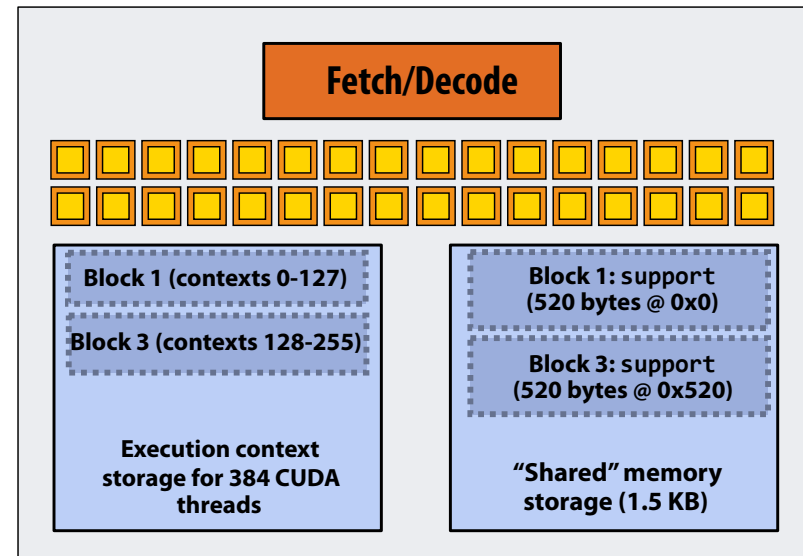 Fetch/Decode
Block 1 (contexts 0-127)
Block 3 (contexts 128-255)
Execution context
storage for 384 CUDA
threads
Block 1: support
(520 bytes @ 0x0)
Block 3: support
(520 bytes @ 0x520)
“Shared” memory
storage (1.5 KB)